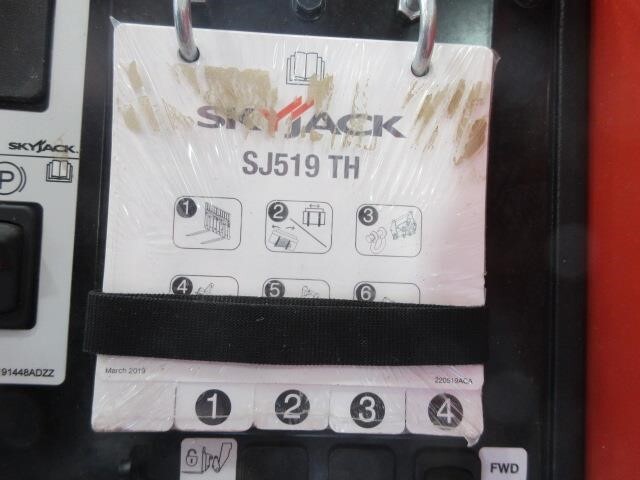 SKYJACK
SJ519 TH
1
2
3
4
5
6
March 2019
220519ACA
1
2
3
4
SKYJACK
P
91448ADZZ
FWD